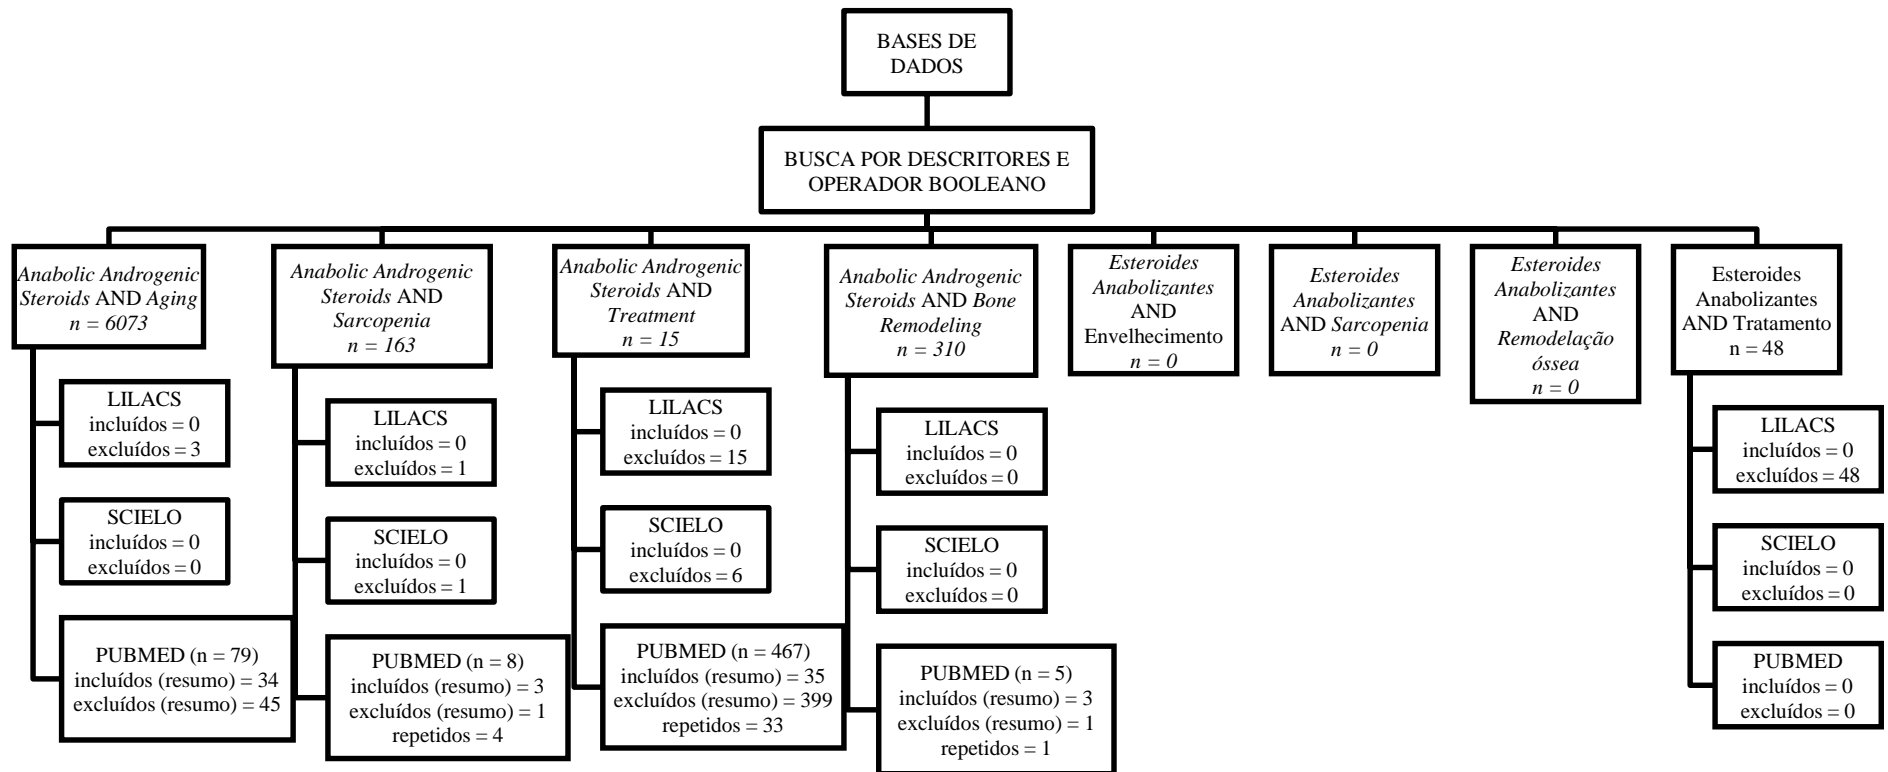 BASES DE
DADOS
BUSCA POR DESCRITORES E
OPERADOR BOOLEANO
Anabolic Androgenic
Steroids AND Aging
n = 6073
LILACS
incluídos = 0
excluídos = 3
SCIELO
incluídos = 0
excluídos = 0
PUBMED (n = 79)
incluídos (resumo) = 34
excluídos (resumo) = 45
Anabolic Androgenic
Steroids AND
Sarcopenia
n = 163
LILACS
incluídos = 0
excluídos = 1
SCIELO
incluídos = 0
excluídos = 1
PUBMED (n = 8)
incluídos (resumo) = 3
excluídos (resumo) = 1
repetidos = 4
Anabolic Androgenic
Steroids AND
Treatment
n = 15
LILACS
incluídos = 0
excluídos = 15
SCIELO
incluídos = 0
excluídos = 6
PUBMED (n = 467)
incluídos (resumo) = 35
excluídos (resumo) = 399
repetidos = 33
Anabolic Androgenic
Steroids AND Bone
Remodeling
n = 310
LILACS
incluídos = 0
excluídos = 0
SCIELO
incluídos = 0
excluídos = 0
PUBMED (n = 5)
incluídos (resumo) = 3
excluídos (resumo) = 1
repetidos = 1
Esteroides
Anabolizantes
AND
Envelhecimento
n = 0
Esteroides
Anabolizantes
AND Sarcopenia
n = 0
Esteroides
Anabolizantes
AND
Remodelação
óssea
n = 0
Esteroides
Anabolizantes
AND Tratamento
n = 48
LILACS
incluídos = 0
excluídos = 48
SCIELO
incluídos = 0
excluídos = 0
PUBMED
incluídos = 0
excluídos = 0